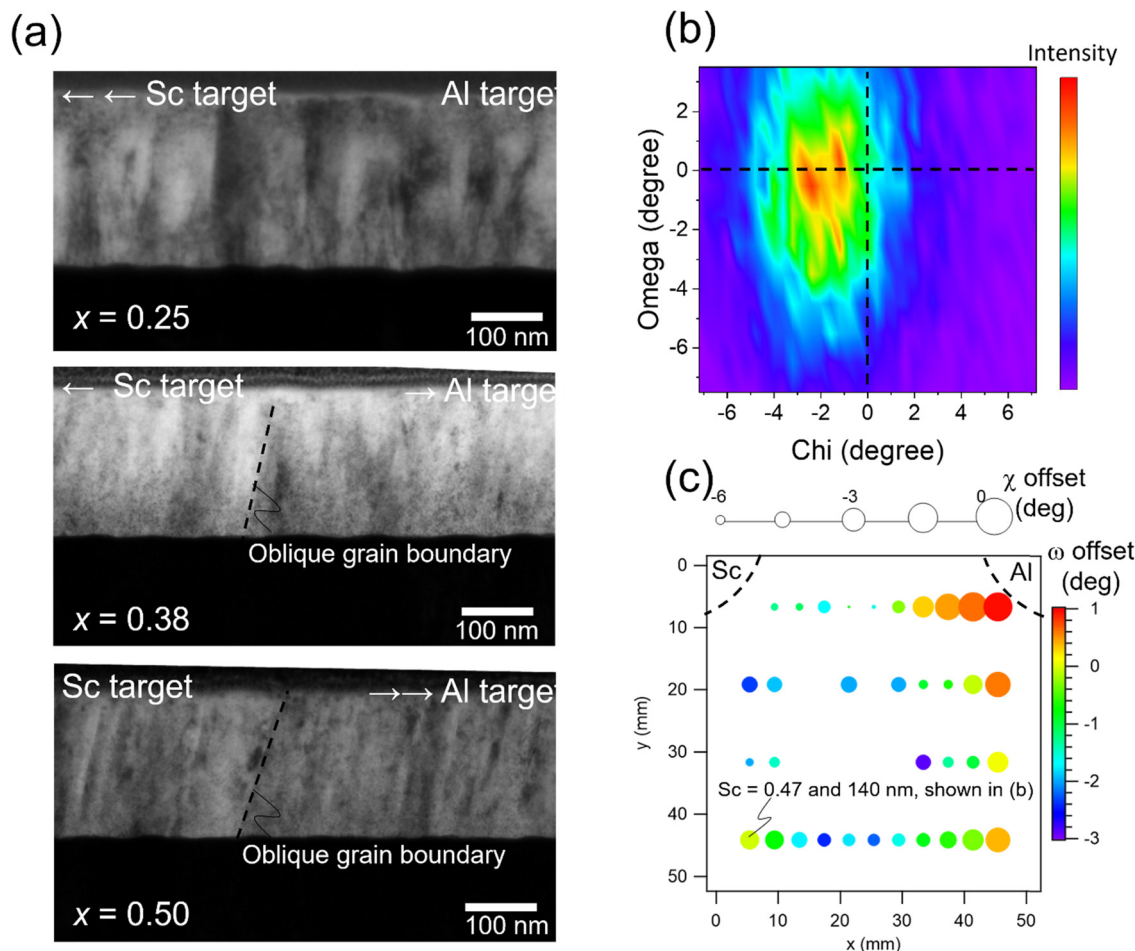 (a)
← ← Sc target Al targe
x = 0.25
100 nm
← Sc target → Al targe
Oblique grain boundary
x = 0.38
100 nm
Sc target →→ Al target
Oblique grain boundary
x = 0.50
100 nm
(b)
Intensity
2
0
-2
-4
-6
Omega (degree)
-6 -4 -2 0 2 4 6
Chi (degree)
(c)
-6 -3 0 χ offset
(deg)
ω offset
(deg)
Sc Al
0
10
20
30
40
50
y (mm)
Sc = 0.47 and 140 nm, shown in (b)
0 10 20 30 40 50
x (mm)
1
0
-1
-2
-3